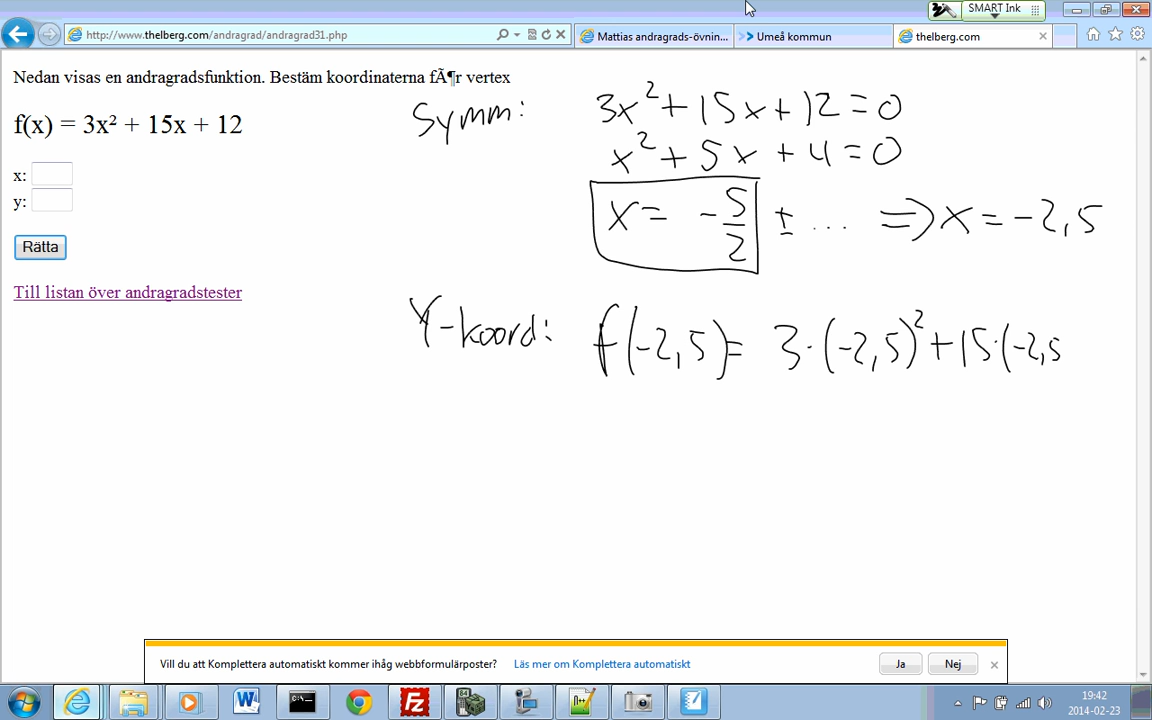 SMART Ink
http://www.thelberg.com/andragrad/andragrad31.php
Mattias andragrads-övnin...
Umeå kommun
thelberg.com
Nedan visas en andragradsfunktion. Bestäm koordinaterna fÃ¶r vertex
f(x) = 3x² + 15x + 12
x:
y:
Rätta
Till listan över andragradstester
Symm:
3x² + 15x + 12 = 0
x² + 5x + 4 = 0
x = -5/2 ± ... => x = -2,5
Y-koord: f(-2,5) = 3·(-2,5)² + 15·(-2,5
Vill du att Komplettera automatiskt kommer ihåg webbformulärposter?
Läs mer om Komplettera automatiskt
Ja
Nej
19:42
2014-02-23